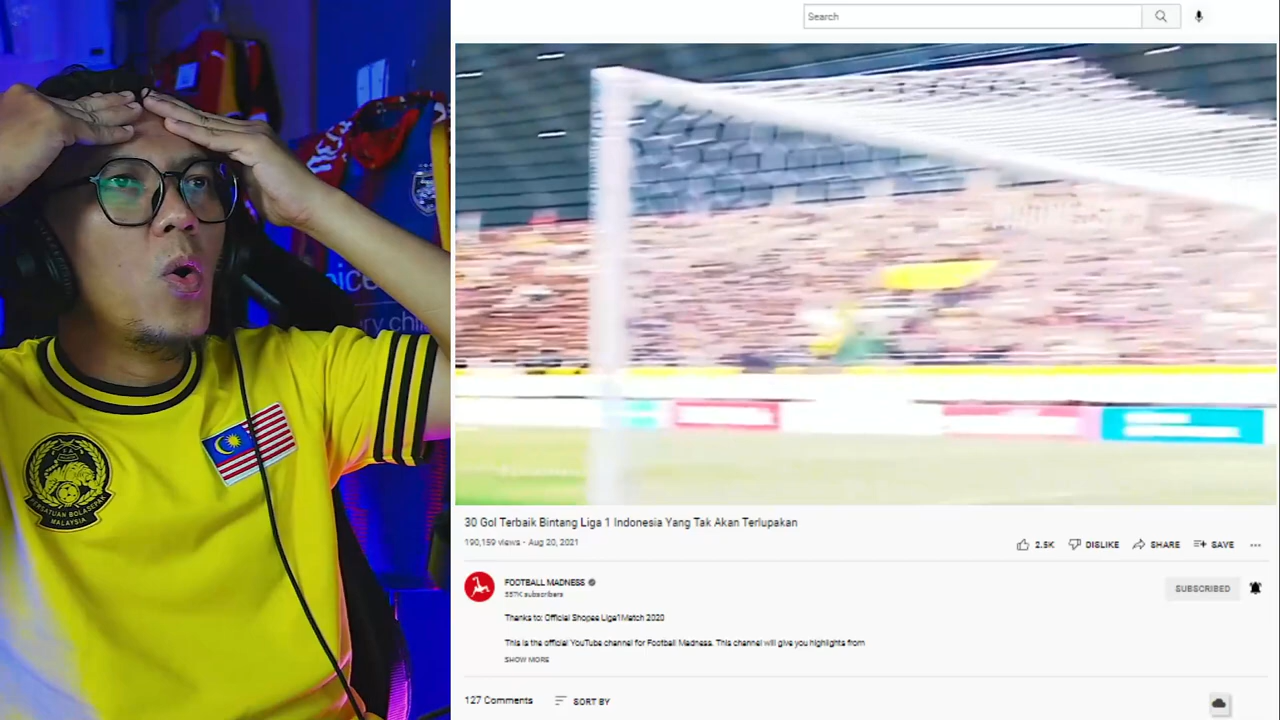 Search
30 Gol Terbaik Bintang Liga 1 Indonesia Yang Tak Akan Terlupakan
190,159 views - Aug 20, 2021
2.5K DISLIKE SHARE SAVE
FOOTBALL MADNESS
557K subscribers
SUBSCRIBED
Thanks to: Official Shopee Liga1Match 2020
This is the official YouTube channel for Football Madness. This channel will give you highlights from
SHOW MORE
127 Comments
SORT BY
PERSATUAN BOLASEPAK
MALAYSIA